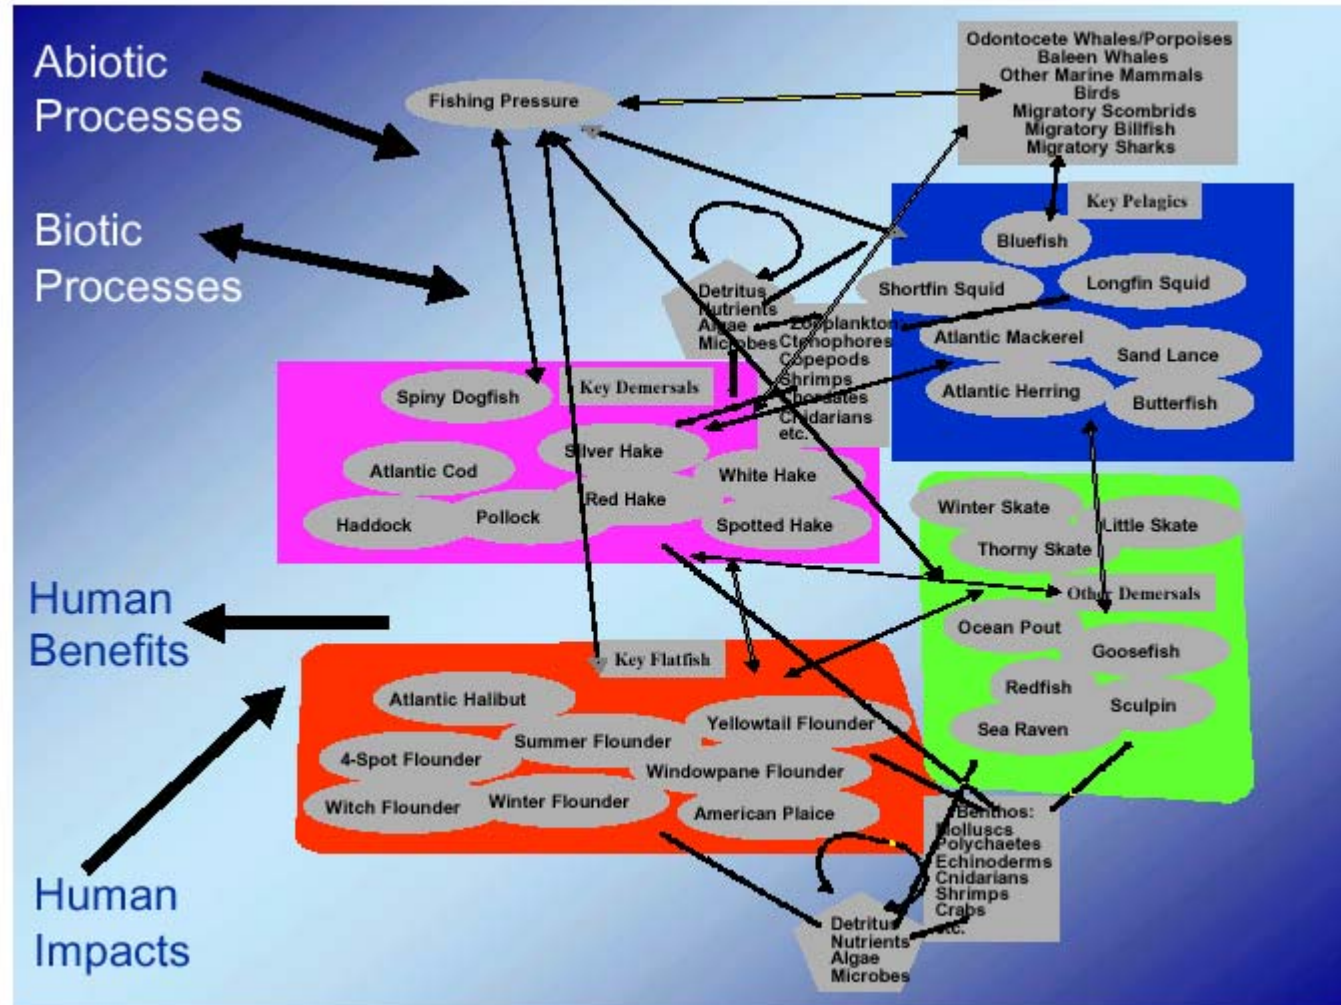 Abiotic
Processes
Biotic
Processes
Human
Benefits
Human
Impacts
Fishing Pressure
Odontocete Whales/Porpoises
Baleen Whales
Other Marine Mammals
Birds
Migratory Scombrids
Migratory Billfish
Migratory Sharks
Key Pelagics
Bluefish
Shortfin Squid
Longfin Squid
Atlantic Mackerel
Sand Lance
Atlantic Herring
Butterfish
Detritus
Nutrients
Algae
Microbes
Zooplankton:
Ctenophores
Copepods
Shrimps
Chordates
Cnidarians
etc.
Key Demersals
Spiny Dogfish
Silver Hake
Atlantic Cod
White Hake
Red Hake
Pollock
Haddock
Spotted Hake
Winter Skate
Little Skate
Thorny Skate
Other Demersals
Ocean Pout
Goosefish
Redfish
Sculpin
Sea Raven
Key Flatfish
Atlantic Halibut
Yellowtail Flounder
Summer Flounder
4-Spot Flounder
Windowpane Flounder
Witch Flounder
Winter Flounder
American Plaice
Benthos:
Molluscs
Polychaetes
Echinoderms
Cnidarians
Shrimps
Crabs
etc.
Detritus
Nutrients
Algae
Microbes